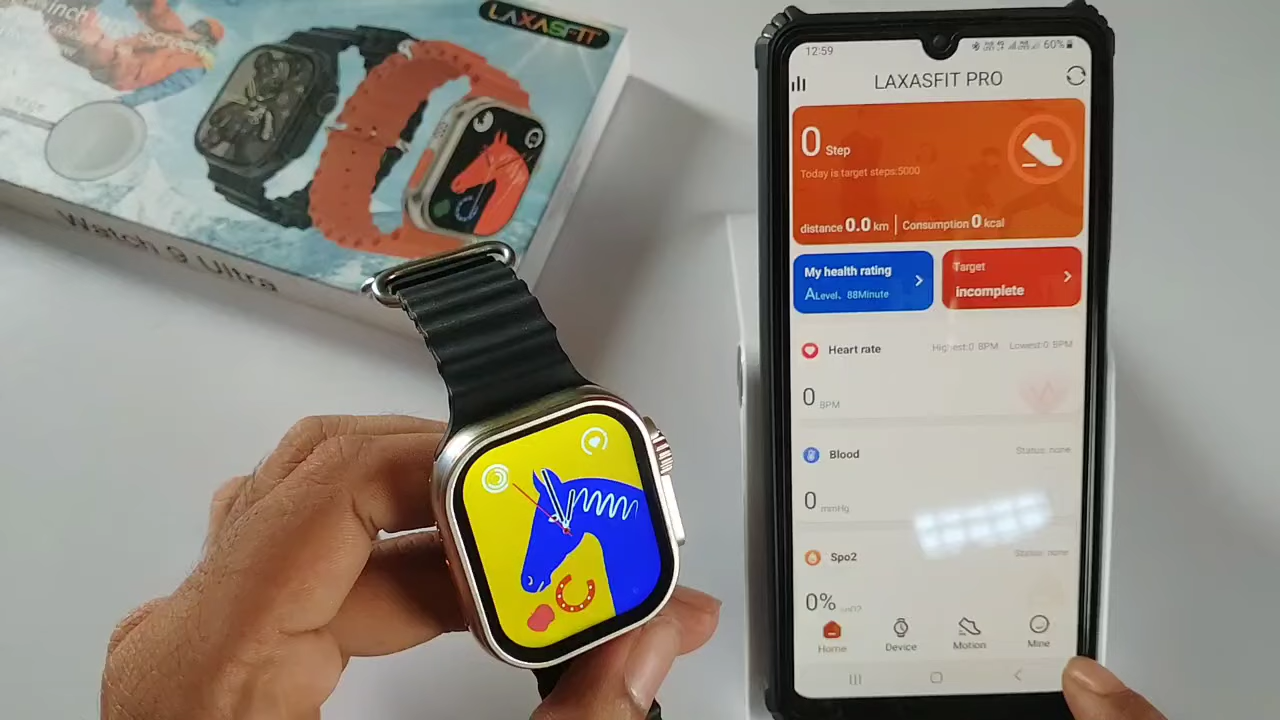 LAXASFIT
Watch 9 Ultra
12:59
60%
LAXASFIT PRO
0 Step
Today is target steps:5000
distance 0.0 km | Consumption 0 kcal
My health rating
A Level、88Minute
Target
incomplete
Heart rate
Highest:0 BPM
Lowest:0 BPM
0 BPM
Blood
Status: none
0 mmHg
Spo2
Status: none
0%
Home
Device
Motion
Mine